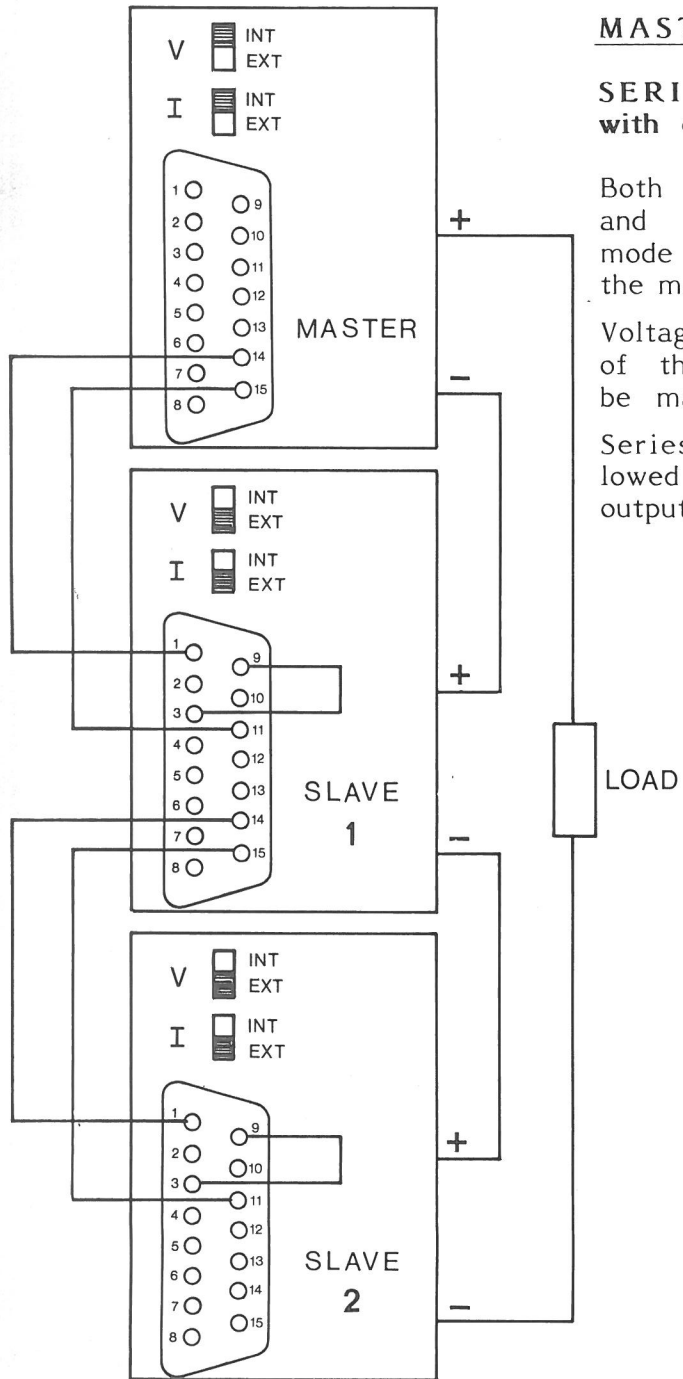 MAST
SERI
with
Both
and
mode
the m
Voltag
of th
be ma
Series
lowed
output
V INT
EXT
I INT
EXT
1
2
3
4
5
6
7
8
9
10
11
12
13
14
15
MASTER
+
−
V INT
EXT
I INT
EXT
1
2
3
4
5
6
7
8
9
10
11
12
13
14
15
SLAVE
1
+
−
LOAD
V INT
EXT
I INT
EXT
1
2
3
4
5
6
7
8
9
10
11
12
13
14
15
SLAVE
2
+
−